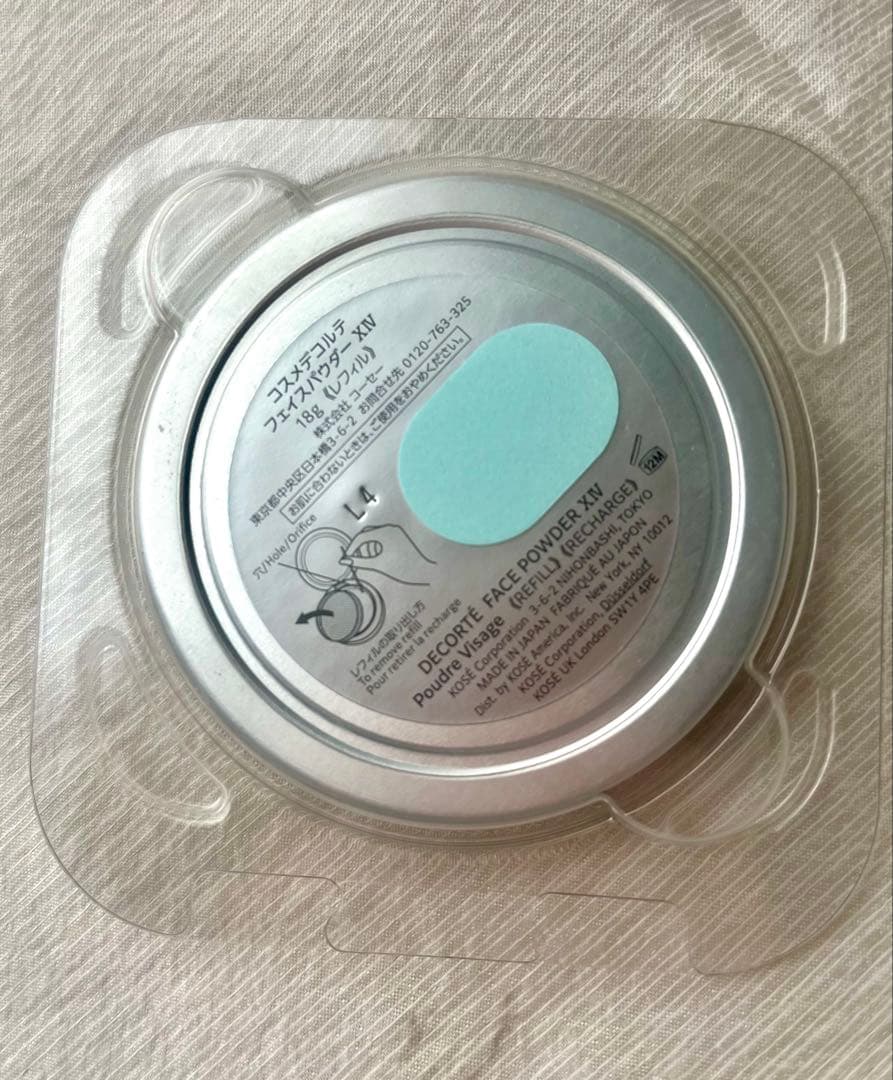 コスメデコルテ
フェイスパウダー XⅣ
18g《レフィル》
株式会社 コーセー
東京都中央区日本橋3-6-2 お問合せ先 0120-763-325
お肌に合わないときは、ご使用をおやめください。
L4
穴/Hole/Orifice
レフィルの取り出し方
To remove refill
Pour retirer la recharge
12M
DECORTÉ FACE POWDER XⅣ
Poudre Visage 《REFILL》《RECHARGE》
KOSÉ Corporation 3-6-2 NIHONBASHI, TOKYO
MADE IN JAPAN FABRIQUÉ AU JAPON
Dist. by KOSÉ America, Inc. New York, NY 10012
KOSÉ Corporation, Düsseldorf
KOSÉ UK London SW1Y 4PE